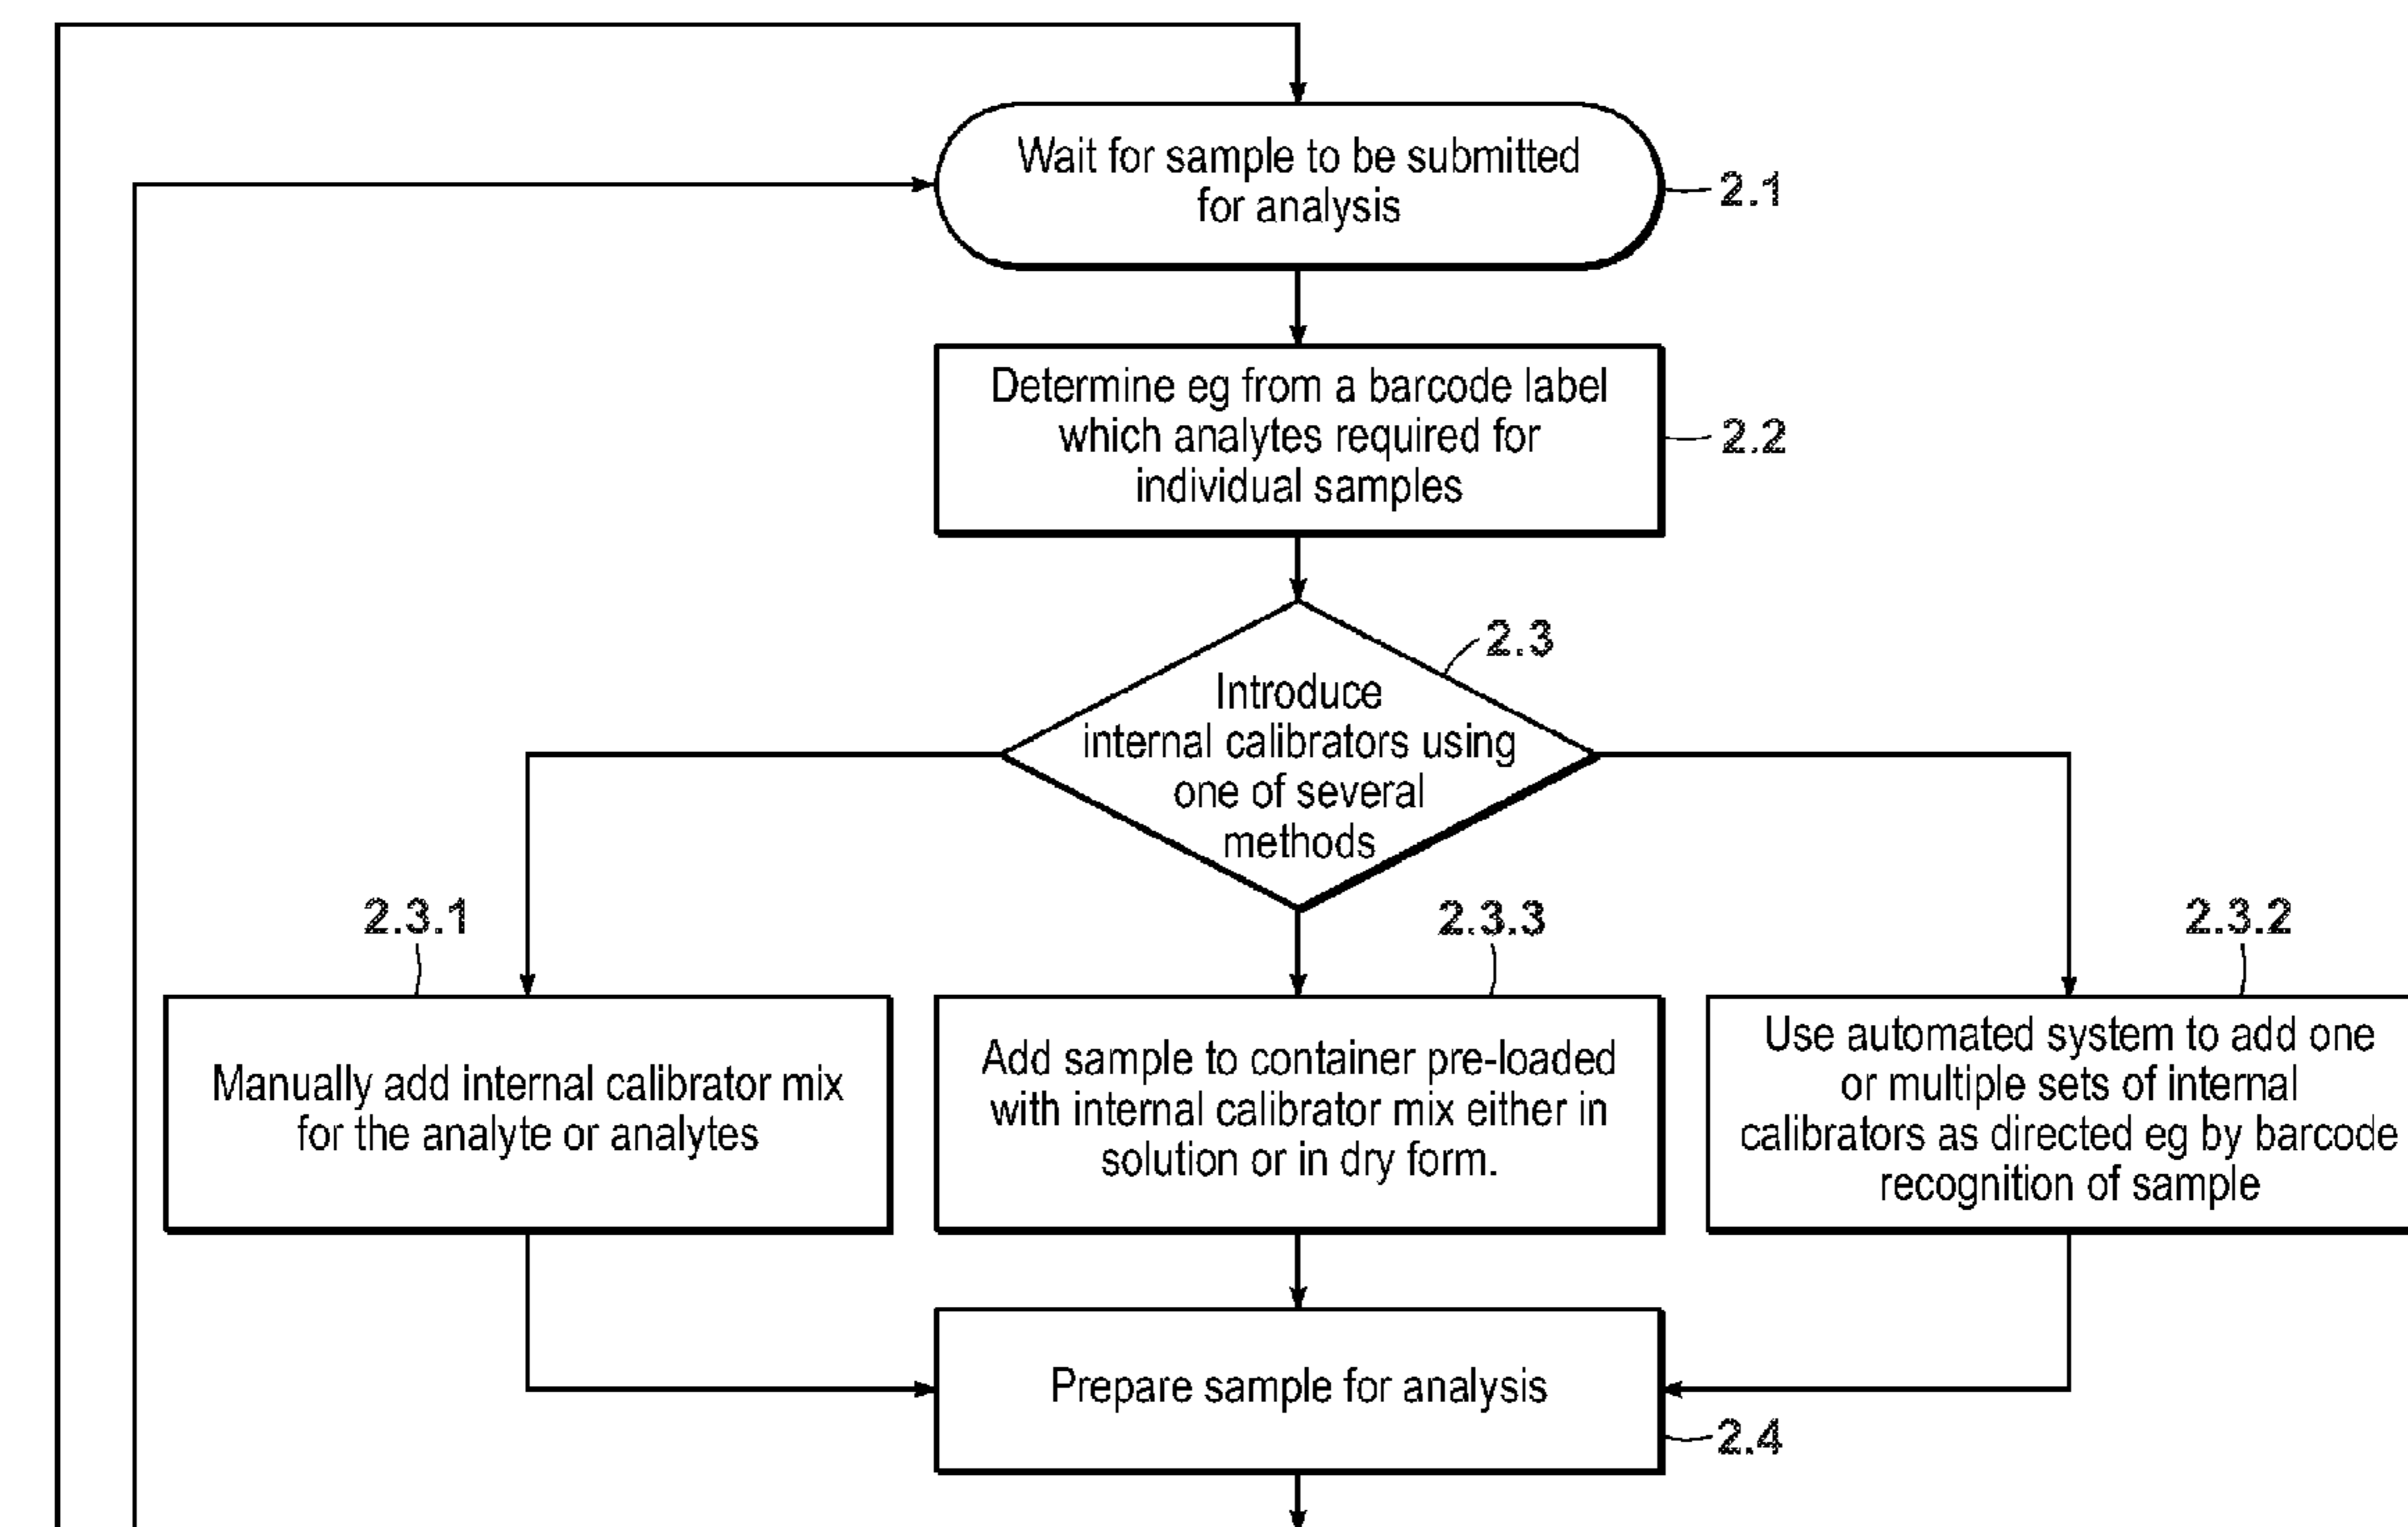 Wait for sample to be submitted
for analysis
2.1
Determine eg from a barcode label
which analytes required for
individual samples
2.2
2.3
Introduce
internal calibrators using
one of several
methods
2.3.1
Manually add internal calibrator mix
for the analyte or analytes
2.3.3
Add sample to container pre-loaded
with internal calibrator mix either in
solution or in dry form.
2.3.2
Use automated system to add one
or multiple sets of internal
calibrators as directed eg by barcode
recognition of sample
Prepare sample for analysis
2.4